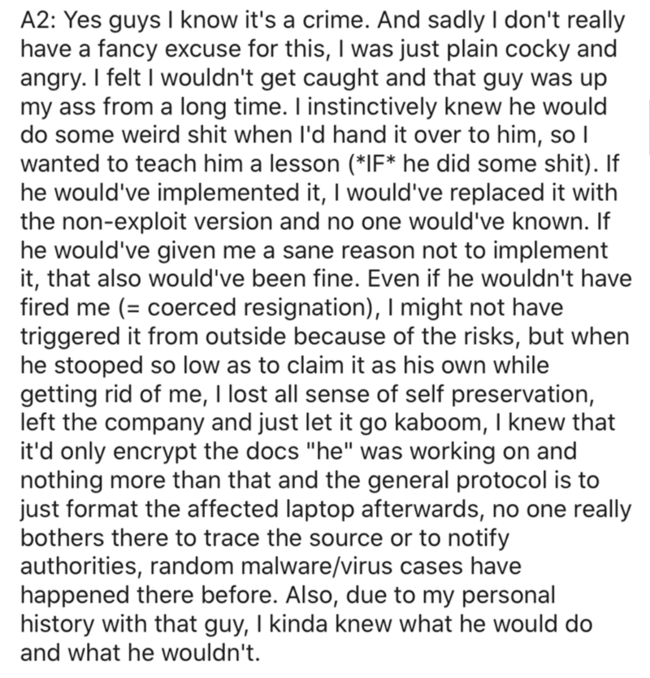 A2: Yes guys I know it's a crime. And sadly I don't really
have a fancy excuse for this, I was just plain cocky and
angry. I felt I wouldn't get caught and that guy was up
my ass from a long time. I instinctively knew he would
do some weird shit when I'd hand it over to him, so I
wanted to teach him a lesson (*IF* he did some shit). If
he would've implemented it, I would've replaced it with
the non-exploit version and no one would've known. If
he would've given me a sane reason not to implement
it, that also would've been fine. Even if he wouldn't have
fired me (= coerced resignation), I might not have
triggered it from outside because of the risks, but when
he stooped so low as to claim it as his own while
getting rid of me, I lost all sense of self preservation,
left the company and just let it go kaboom, I knew that
it'd only encrypt the docs "he" was working on and
nothing more than that and the general protocol is to
just format the affected laptop afterwards, no one really
bothers there to trace the source or to notify
authorities, random malware/virus cases have
happened there before. Also, due to my personal
history with that guy, I kinda knew what he would do
and what he wouldn't.